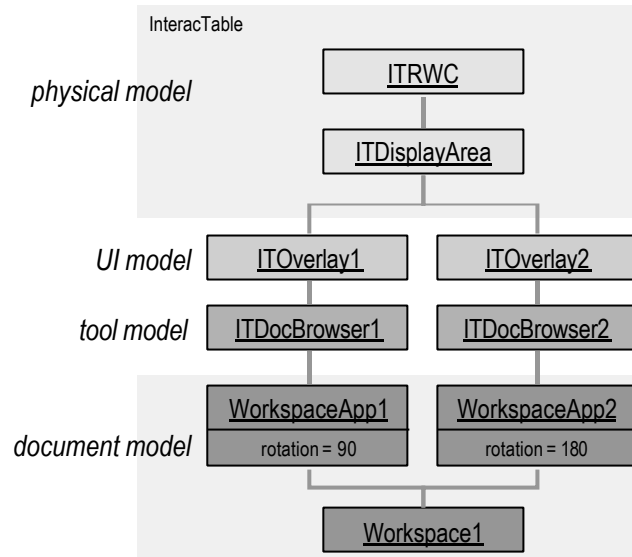 InteracTable
ITRWC
physical model
ITDisplayArea
UI model
ITOverlay1
ITOverlay2
tool model
ITDocBrowser1
ITDocBrowser2
WorkspaceApp1
WorkspaceApp2
document model
rotation = 90
rotation = 180
Workspace1